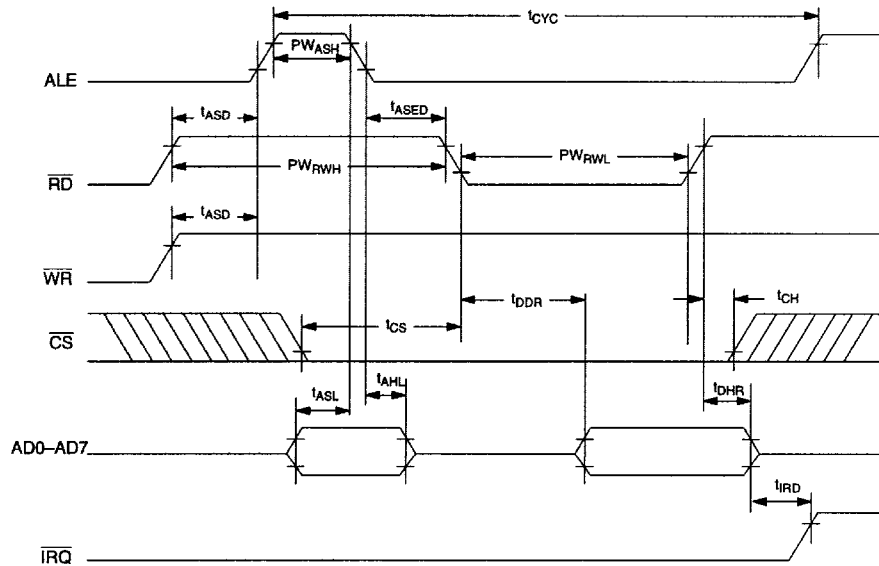 tCYC
PWASH
ALE
tASD
tASED
PWRWH
PWRWL
RD
tASD
WR
tDDR
tCH
tCS
CS
tASL
tAHL
tDHR
AD0–AD7
tIRD
IRQ